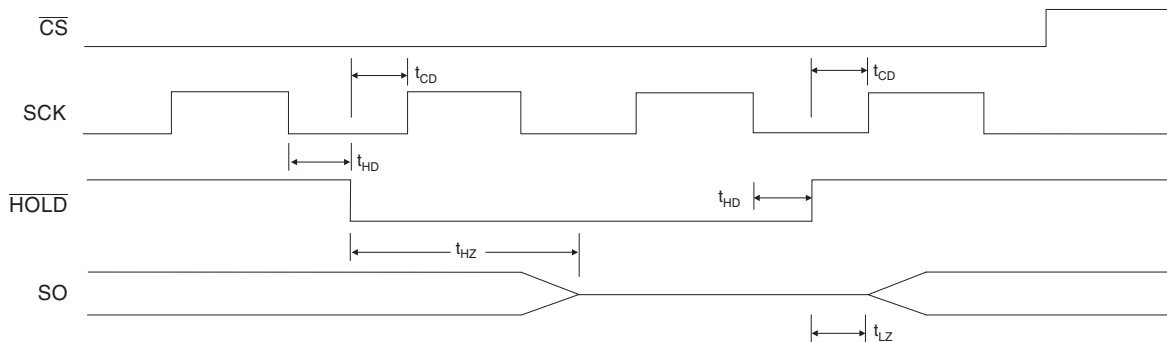 CS
t_CD
t_CD
SCK
t_HD
HOLD
t_HD
t_HZ
SO
t_LZ